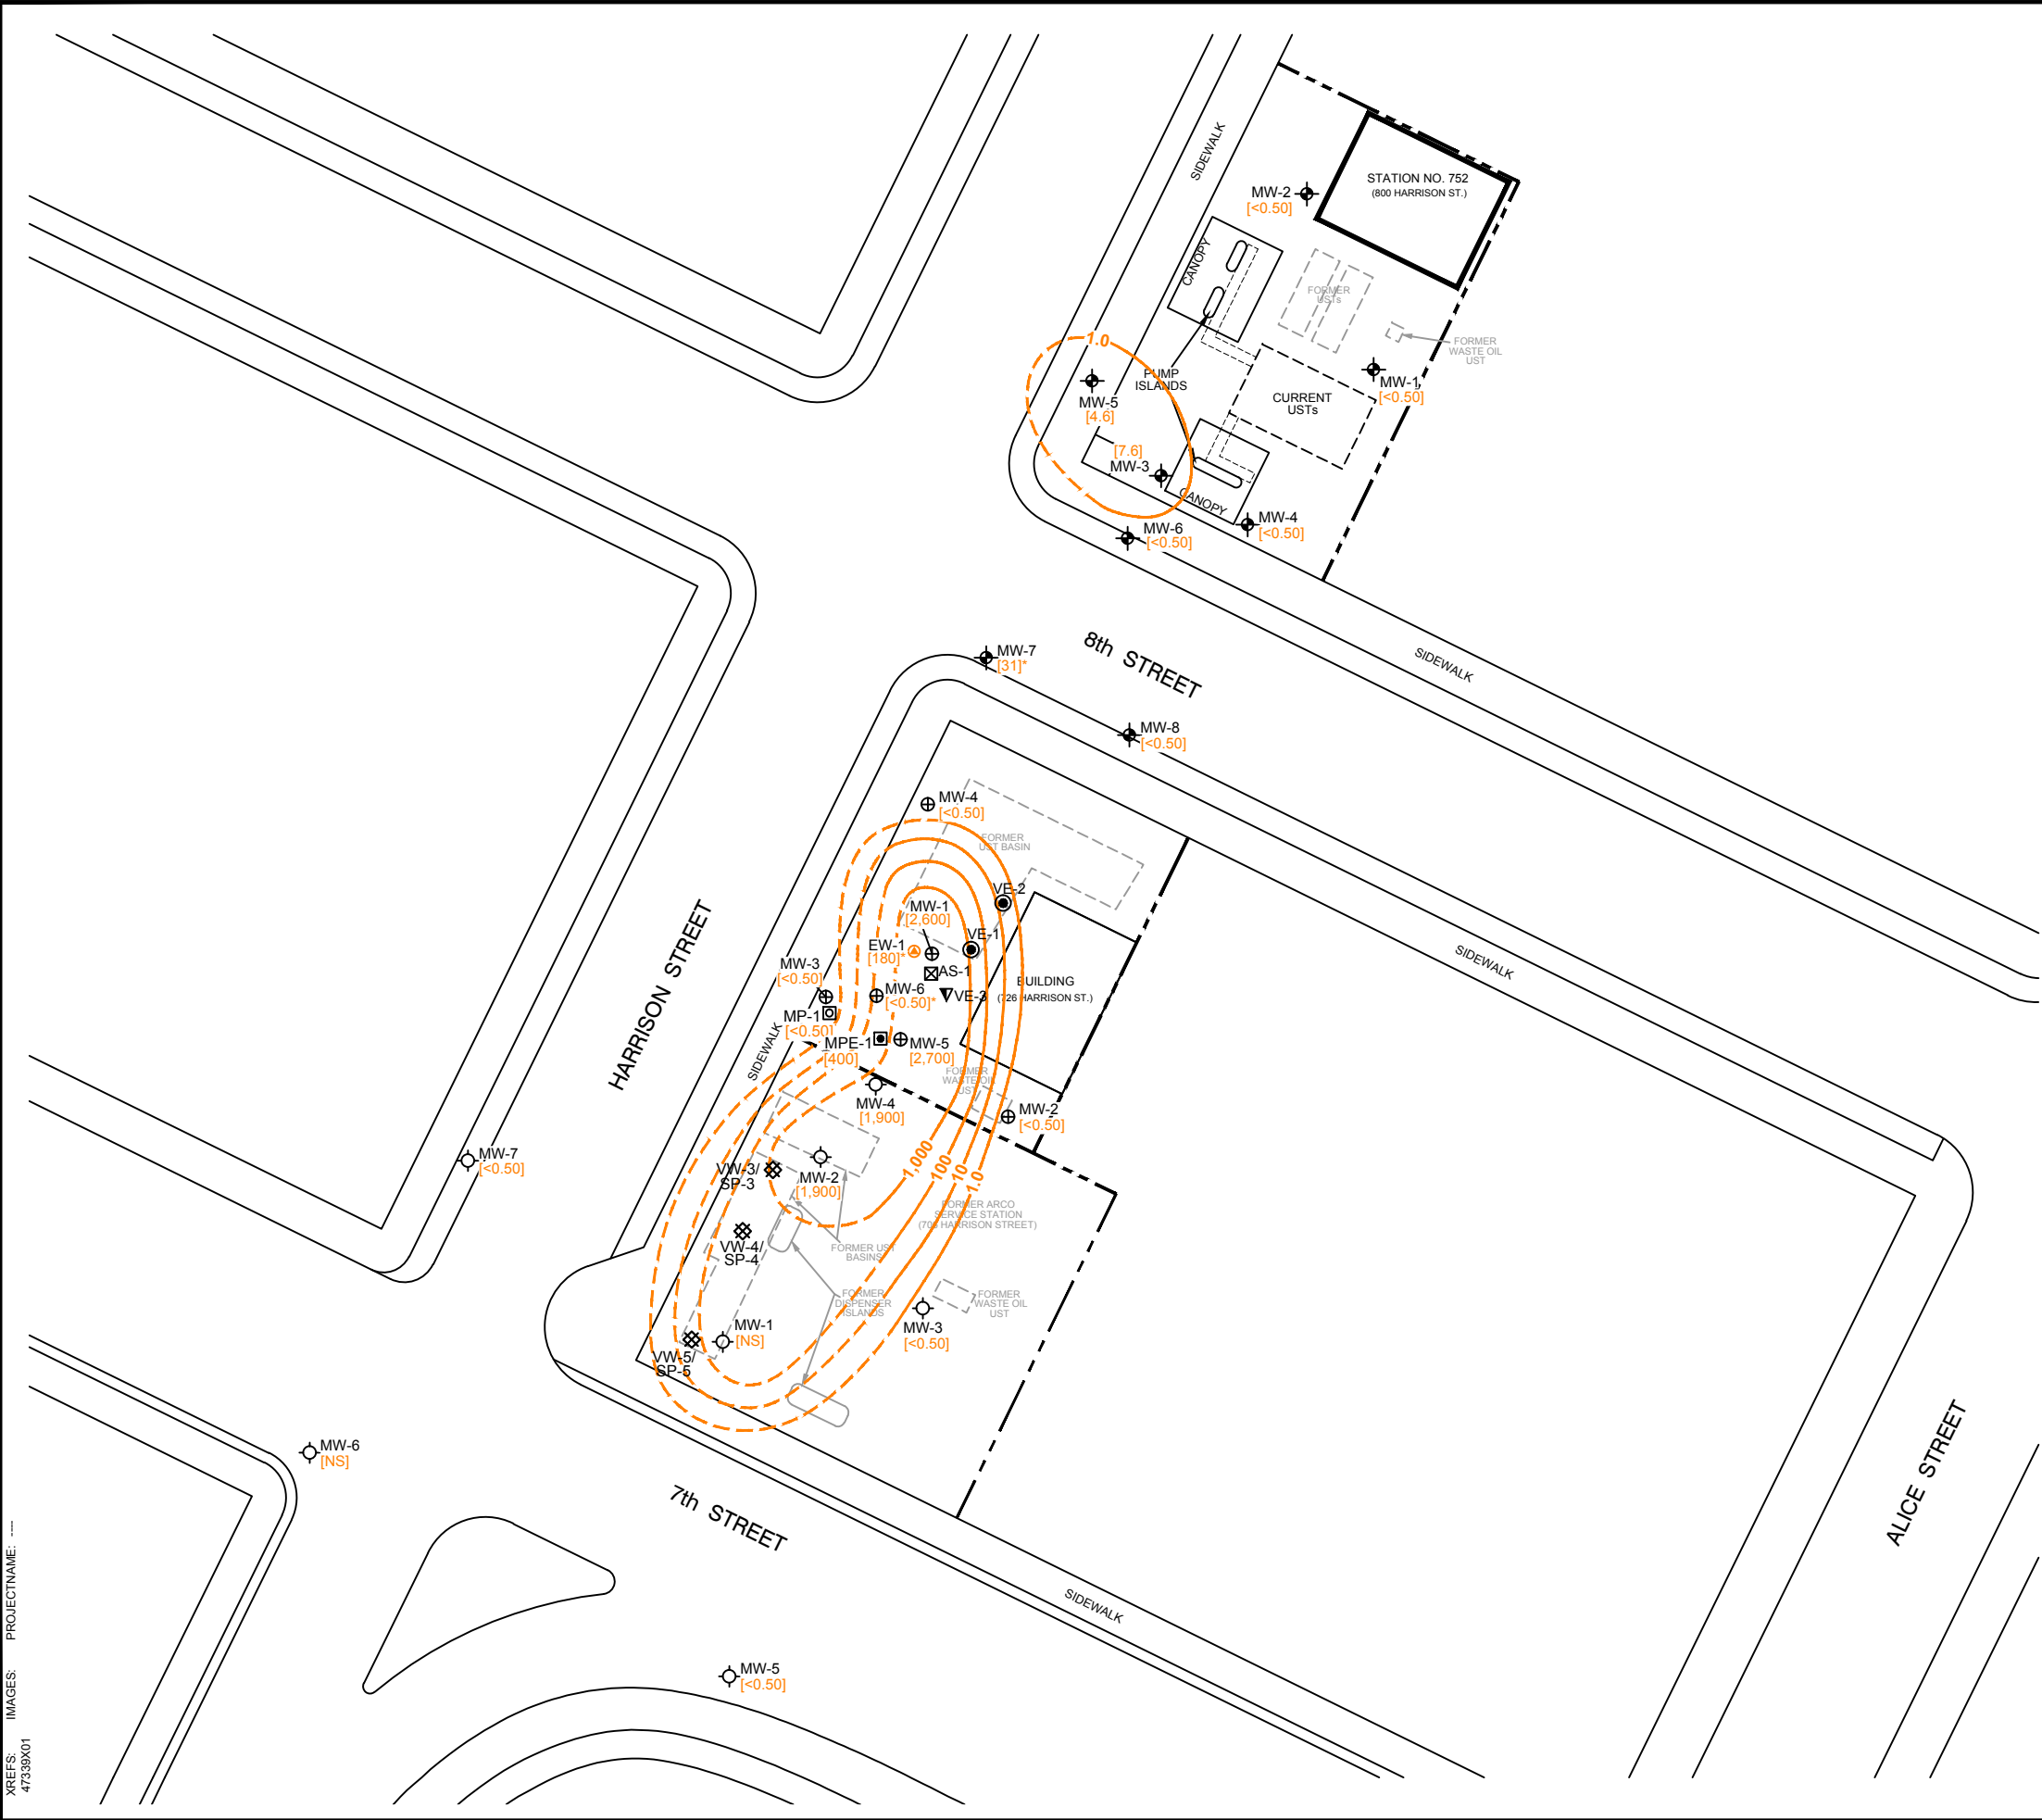 SIDEWALK
STATION NO. 752
(800 HARRISON ST.)
MW-2
[<0.50]
CANOPY
FORMER
USTs
FORMER
WASTE OIL
UST
1.0
PUMP
ISLANDS
MW-1
[<0.50]
CURRENT
USTs
MW-5
[4.6]
[7.6]
MW-3
CANOPY
MW-4
[<0.50]
MW-6
[<0.50]
8th STREET
SIDEWALK
MW-7
[31]*
MW-8
[<0.50]
MW-4
[<0.50]
FORMER
UST BASIN
VE-2
MW-1
[2,600]
VE-1
EW-1
[180]*
AS-1
MW-3
[<0.50]
MW-6
[<0.50]*
VE-3
BUILDING
(726 HARRISON ST.)
MP-1
[<0.50]
MPE-1
[400]
MW-5
[2,700]
SIDEWALK
HARRISON STREET
SIDEWALK
FORMER
WASTE OIL
UST
MW-4
[1,900]
MW-2
[<0.50]
MW-7
[<0.50]
VW-3/
SP-3
MW-2
[1,900]
1,000
100
10
1.0
FORMER ARCO
SERVICE STATION
(706 HARRISON STREET)
VW-4/
SP-4
FORMER UST
BASINS
FORMER
DISPENSER
ISLANDS
FORMER
WASTE OIL
UST
MW-1
[NS]
MW-3
[<0.50]
VW-5/
SP-5
MW-6
[NS]
7th STREET
ALICE STREET
SIDEWALK
MW-5
[<0.50]
XREFS: IMAGES: PROJECTNAME: ----
47339X01